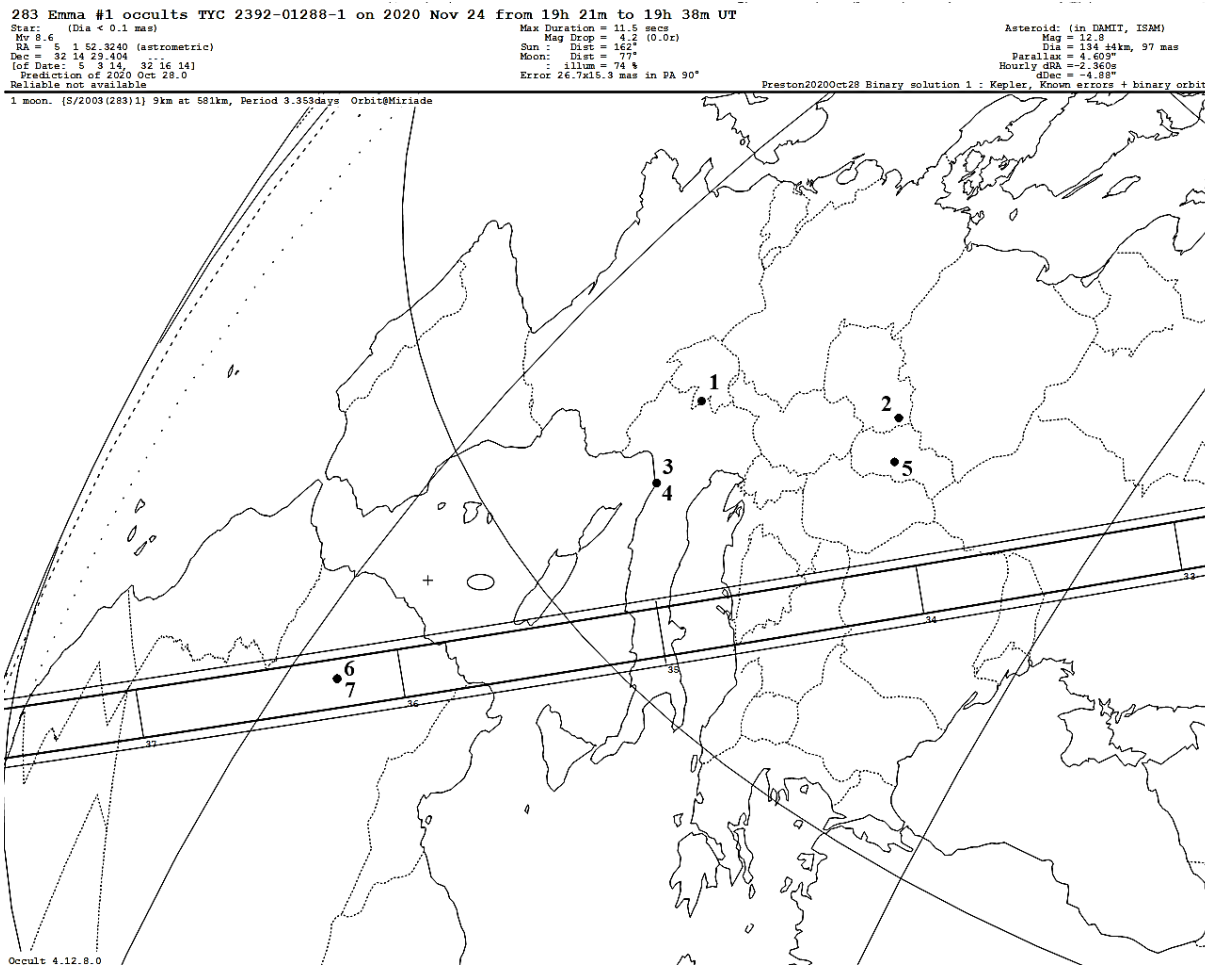 283 Emma #1 occults TYC 2392-01288-1 on 2020 Nov 24 from 19h 21m to 19h 38m UT
Star: (Dia < 0.1 mas)
Mv 8.6
RA = 5 1 52.3240 (astrometric)
Dec = 32 14 29.404 ...
[of Date: 5 3 14, 32 16 14]
Prediction of 2020 Oct 28.0
Reliable not available
Max Duration = 11.5 secs
Mag Drop = 4.2 (0.0r)
Sun : Dist = 162°
Moon: Dist = 77°
: illum = 74 %
Error 26.7x15.3 mas in PA 90°
Asteroid: (in DAMIT, ISAM)
Mag = 12.8
Dia = 134 ±4km, 97 mas
Parallax = 4.609"
Hourly dRA =-2.360s
dDec = -4.88"
Preston2020Oct28 Binary solution 1 : Kepler, Known errors + binary orbit
1 moon. {S/2003(283)1} 9km at 581km, Period 3.353days Orbit@Miriade
1
2
3
4
5
33
34
35
6
7
36
37
Occult 4.12.8.0